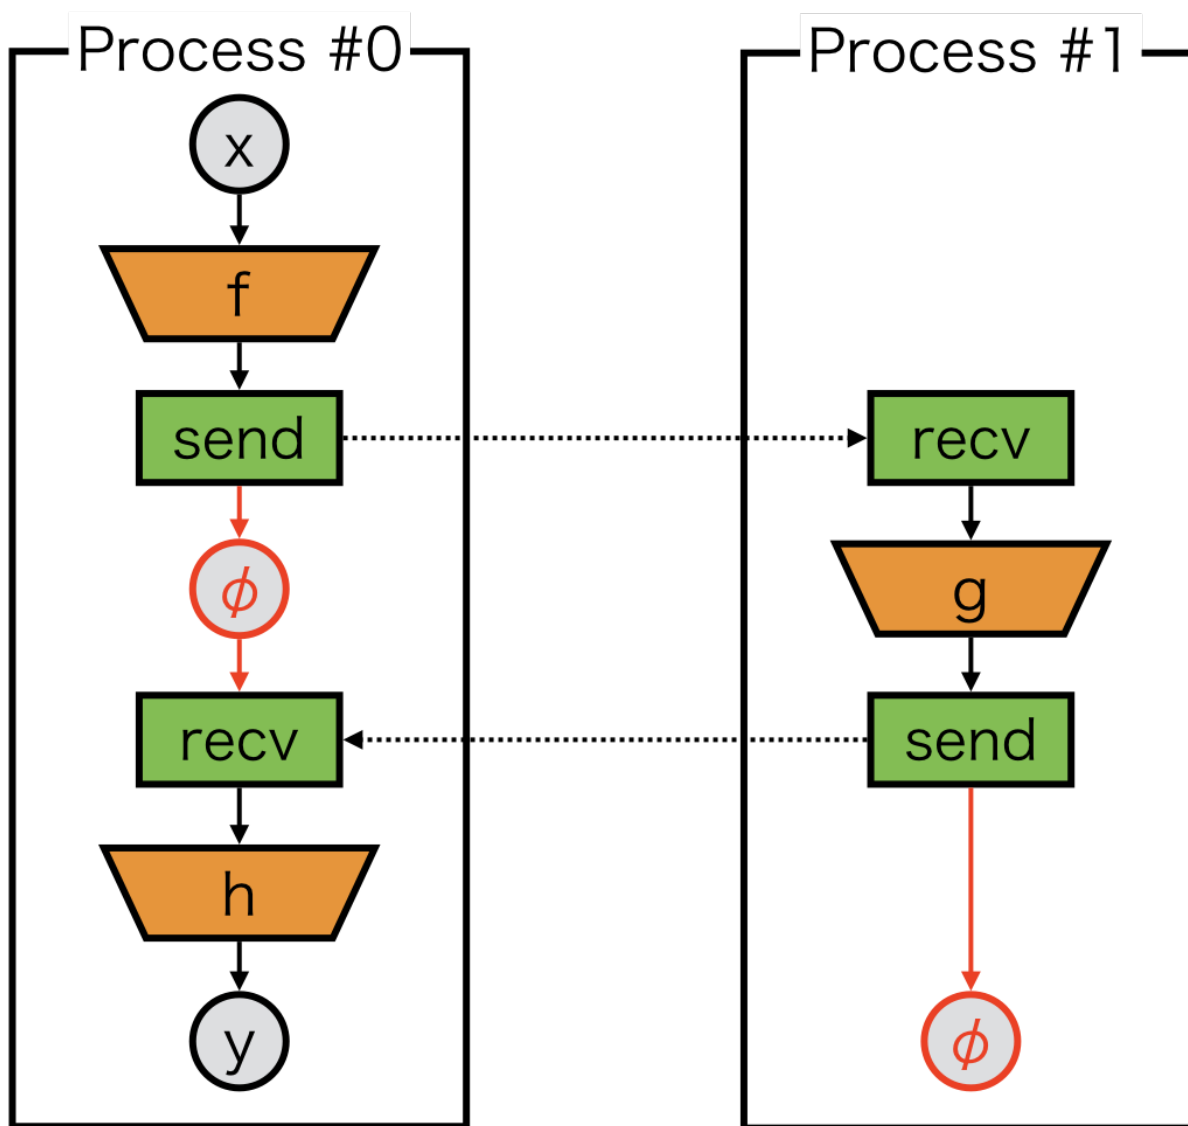 Process #0
x
f
send
ϕ
recv
h
y
Process #1
recv
g
send
ϕ